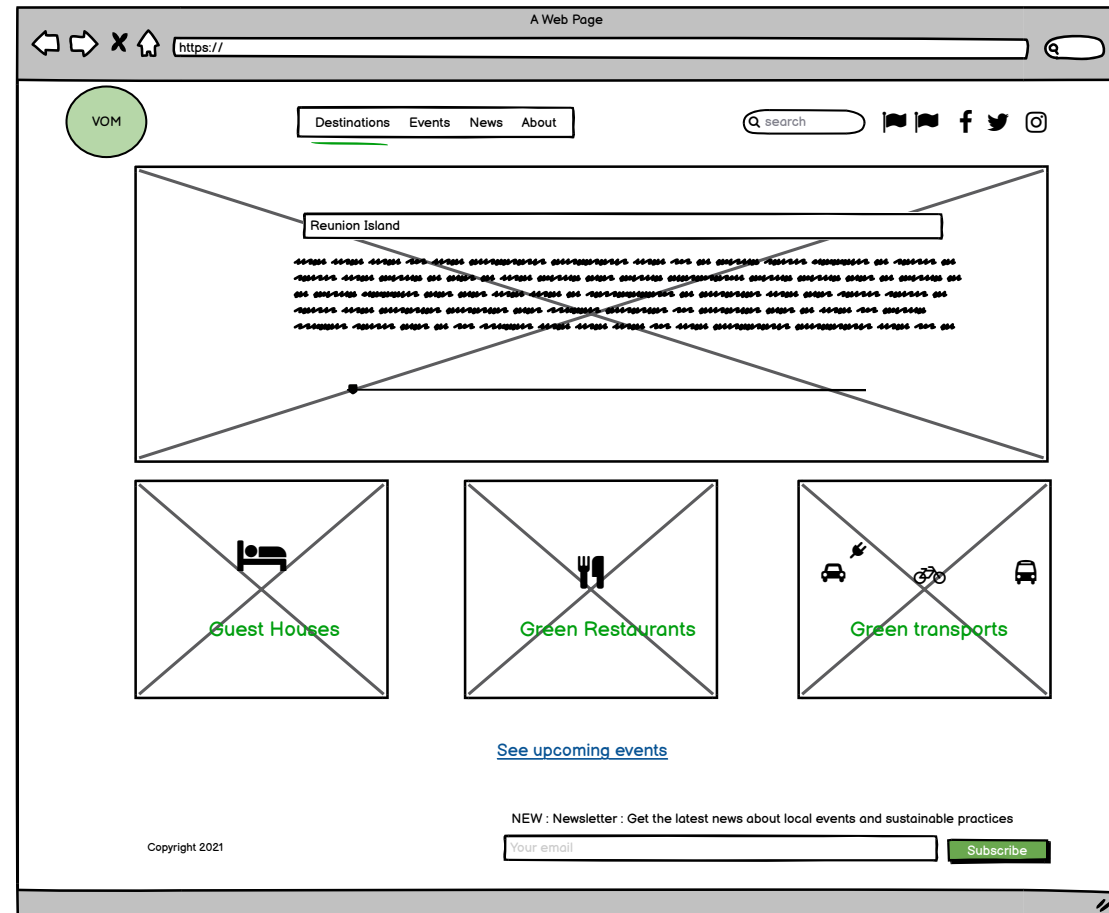 A Web Page
https://
VOM
Destinations Events News About
search
Reunion Island
Guest Houses
Green Restaurants
Green transports
See upcoming events
NEW : Newsletter : Get the latest news about local events and sustainable practices
Copyright 2021
Your email
Subscribe